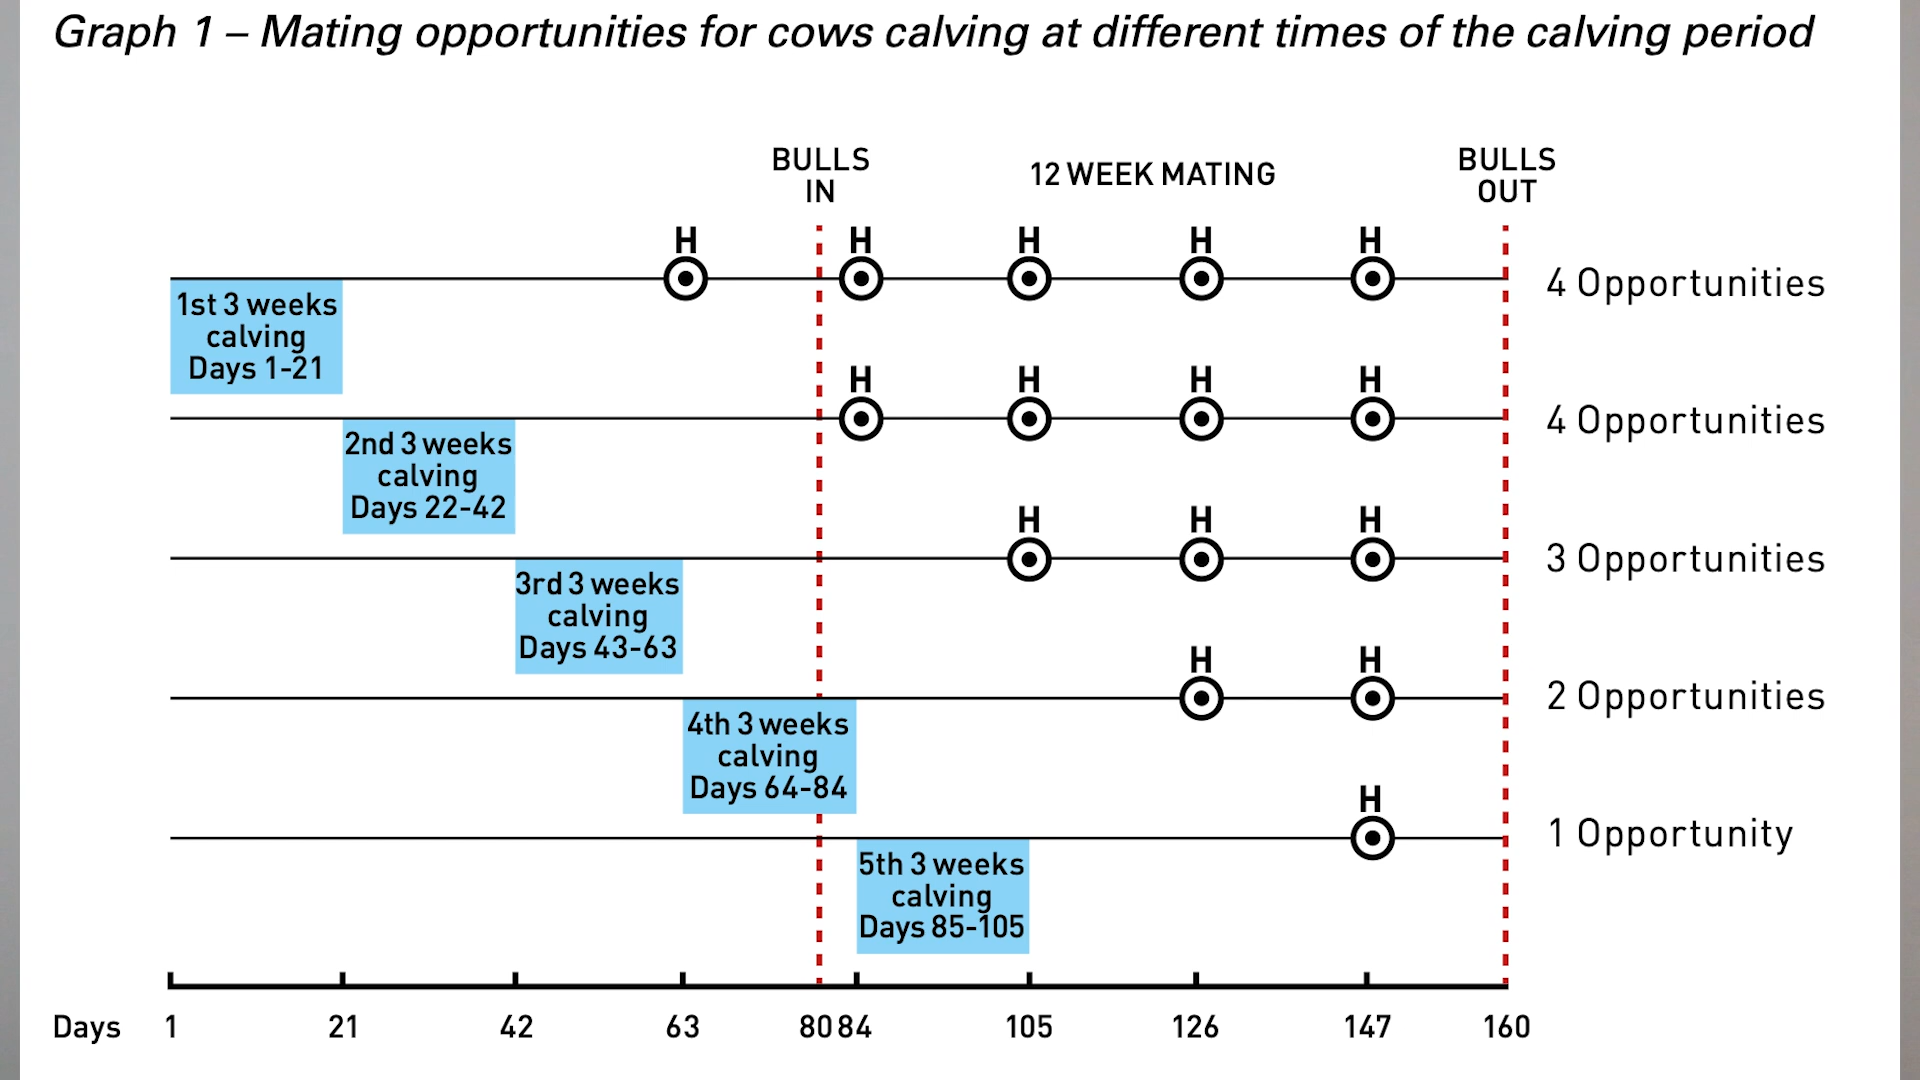 Graph 1 – Mating opportunities for cows calving at different times of the calving period
BULLS
IN
12 WEEK MATING
BULLS
OUT
H H H H H
4 Opportunities
1st 3 weeks
calving
Days 1-21
H H H H
4 Opportunities
2nd 3 weeks
calving
Days 22-42
H H H
3 Opportunities
3rd 3 weeks
calving
Days 43-63
H H
2 Opportunities
4th 3 weeks
calving
Days 64-84
H
1 Opportunity
5th 3 weeks
calving
Days 85-105
Days 1 21 42 63 80 84 105 126 147 160